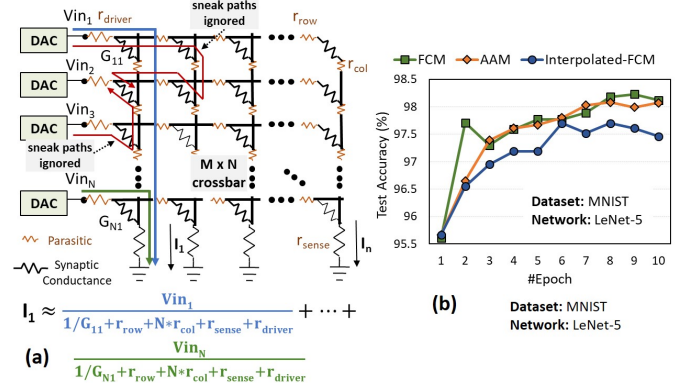 Vin1 rdriver
sneak paths
ignored
rrow
DAC
G11
rcol
Vin2
DAC
Vin3
DAC
sneak paths
ignored
M x N
crossbar
VinN
DAC
GN1
Parasitic
I1
rsense
In
Synaptic
Conductance
I1 ≈ Vin1 / 1/G11+rrow+N*rcol+rsense+rdriver + ⋯ +
(a)
VinN / 1/GN1+rrow+N*rcol+rsense+rdriver
FCM AAM Interpolated-FCM
98.5
98
97.5
97
96.5
96
95.5
Test Accuracy (%)
Dataset: MNIST
Network: LeNet-5
1 2 3 4 5 6 7 8 9 10
#Epoch
(b)
Dataset: MNIST
Network: LeNet-5